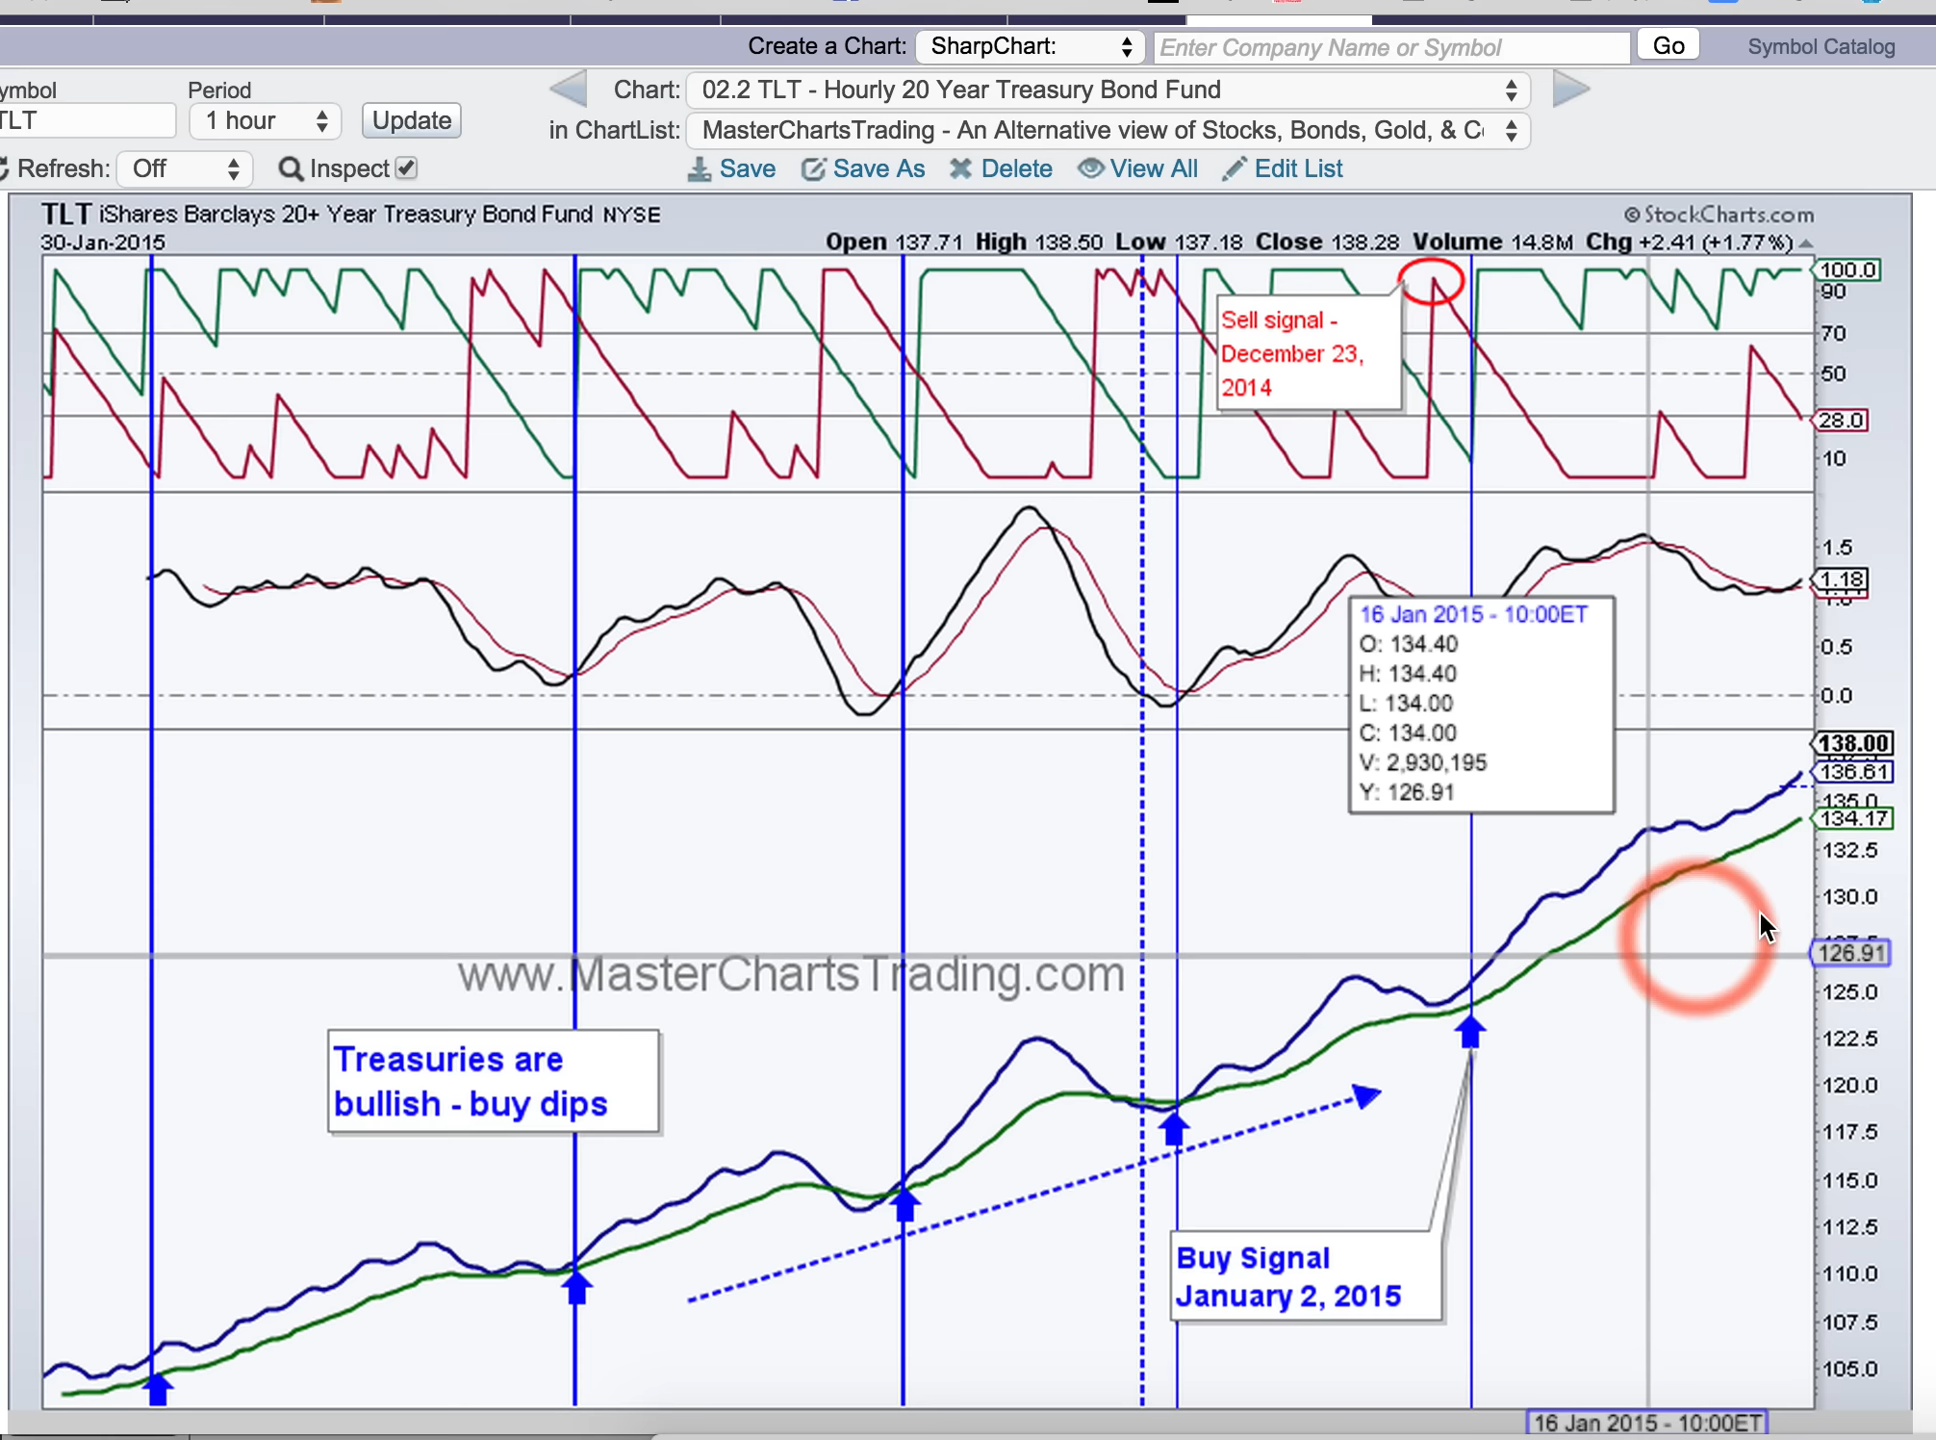 Create a Chart: SharpChart: Enter Company Name or Symbol Go Symbol Catalog
ymbol Period
TLT 1 hour Update
Chart: 02.2 TLT - Hourly 20 Year Treasury Bond Fund
in ChartList: MasterChartsTrading - An Alternative view of Stocks, Bonds, Gold, & C
Refresh: Off Inspect
Save Save As Delete View All Edit List
TLT iShares Barclays 20+ Year Treasury Bond Fund NYSE © StockCharts.com
30-Jan-2015 Open 137.71 High 138.50 Low 137.18 Close 138.28 Volume 14.8M Chg +2.41 (+1.77%)
100.0
90
Sell signal -
December 23,
2014
70
50
28.0
10
1.5
1.18
0.5
0.0
16 Jan 2015 - 10:00ET
O: 134.40
H: 134.40
L: 134.00
C: 134.00
V: 2,930,195
Y: 126.91
138.00
136.61
135.0
134.17
132.5
130.0
126.91
125.0
122.5
120.0
117.5
115.0
112.5
110.0
107.5
105.0
www.MasterChartsTrading.com
Treasuries are
bullish - buy dips
Buy Signal
January 2, 2015
16 Jan 2015 - 10:00ET